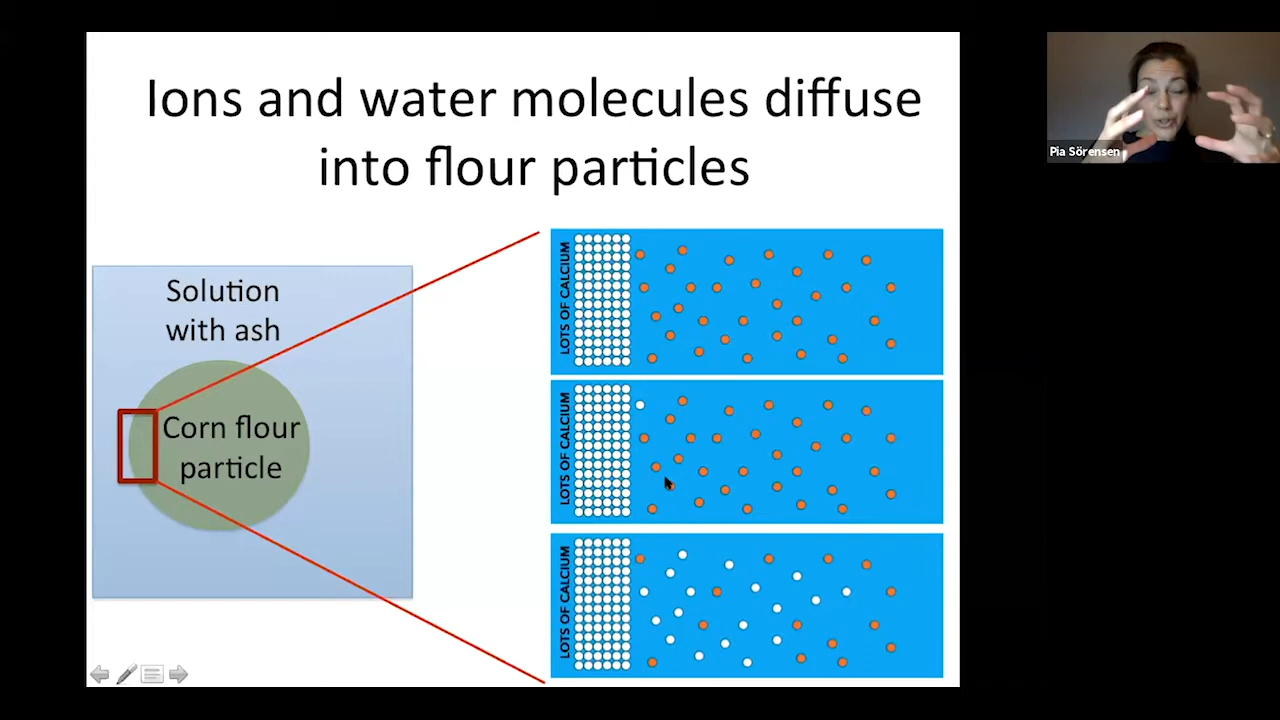 Ions and water molecules diffuse
into flour particles
Pia Sörensen
Solution
with ash
Corn flour
particle
LOTS OF CALCIUM
LOTS OF CALCIUM
LOTS OF CALCIUM